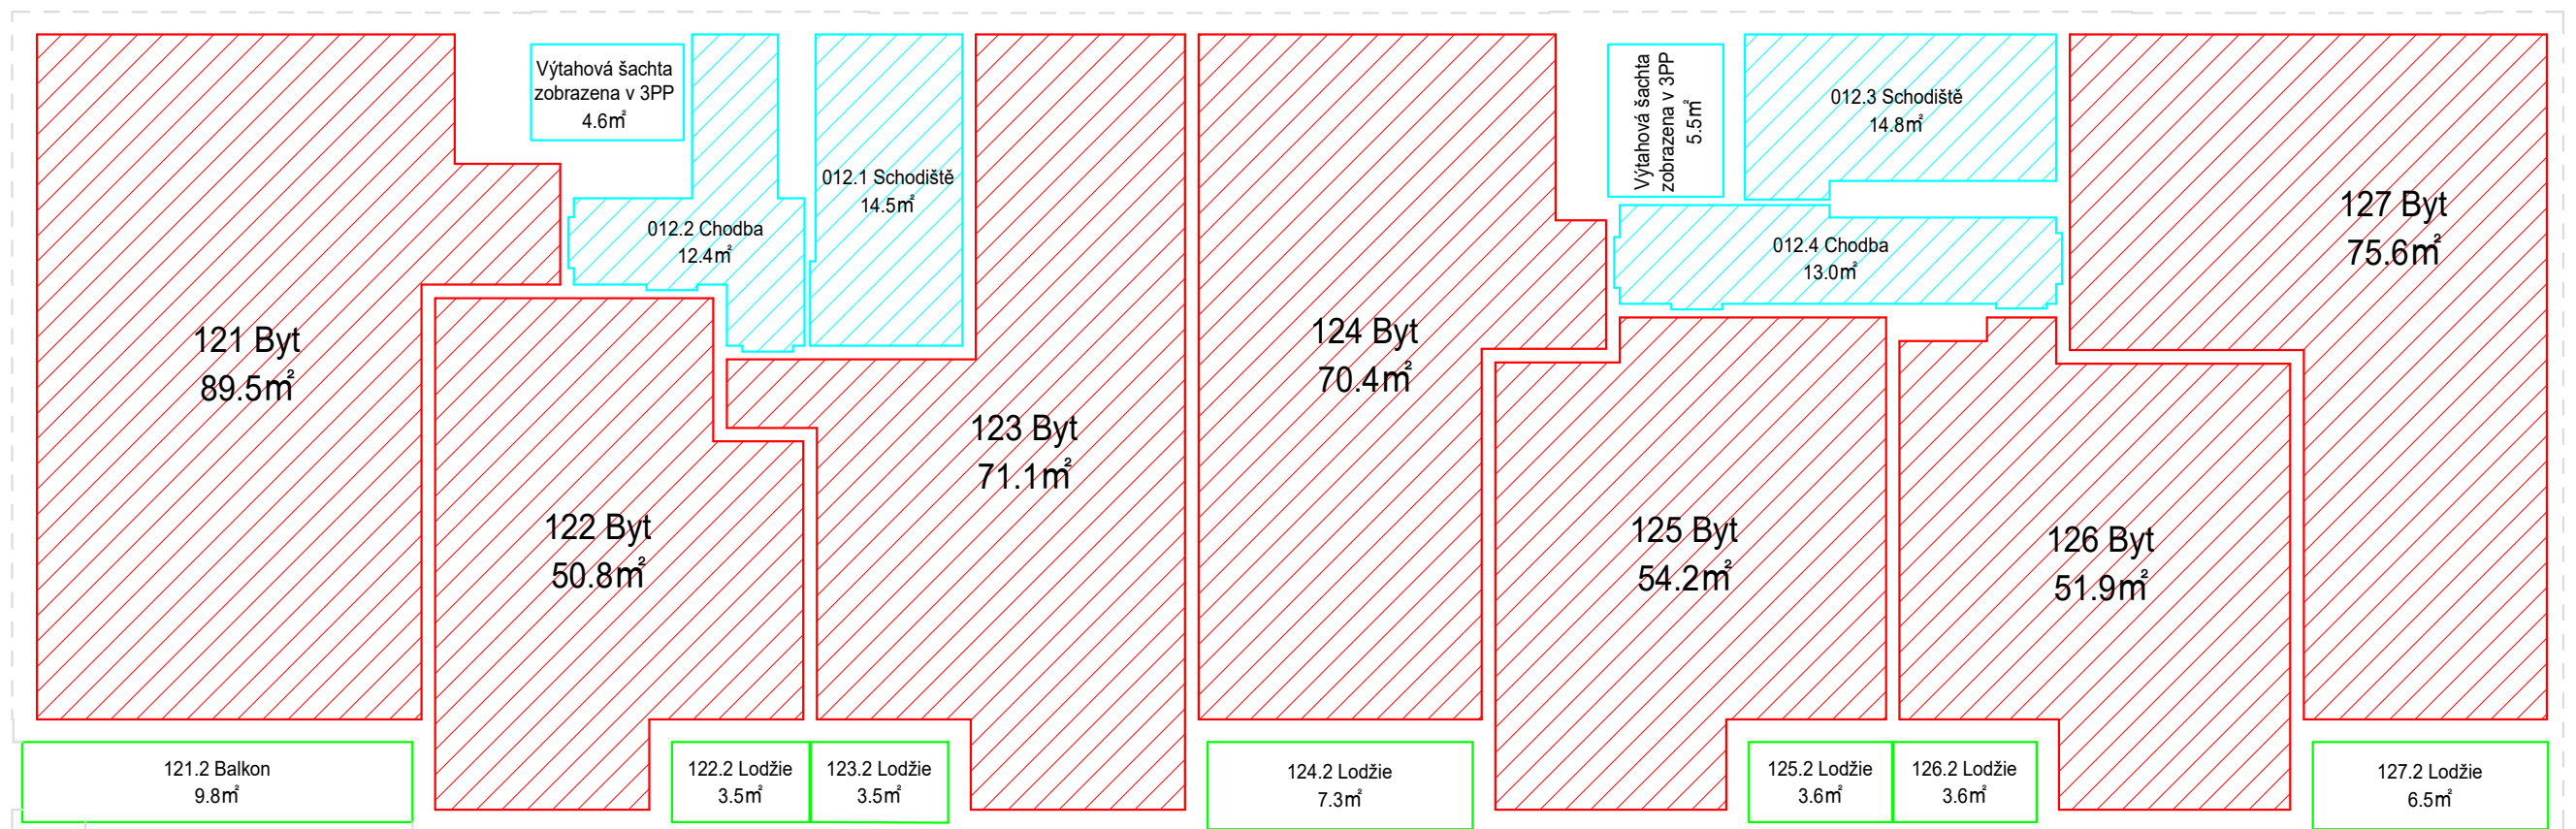 Výtahová šachta
zobrazena v 3PP
4.6㎡
012.1 Schodiště
14.5㎡
012.2 Chodba
12.4㎡
121 Byt
89.5㎡
122 Byt
50.8㎡
123 Byt
71.1㎡
121.2 Balkon
9.8㎡
122.2 Lodžie
3.5㎡
123.2 Lodžie
3.5㎡
Výtahová šachta
zobrazena v 3PP
5.5㎡
012.3 Schodiště
14.8㎡
012.4 Chodba
13.0㎡
124 Byt
70.4㎡
125 Byt
54.2㎡
126 Byt
51.9㎡
127 Byt
75.6㎡
124.2 Lodžie
7.3㎡
125.2 Lodžie
3.6㎡
126.2 Lodžie
3.6㎡
127.2 Lodžie
6.5㎡